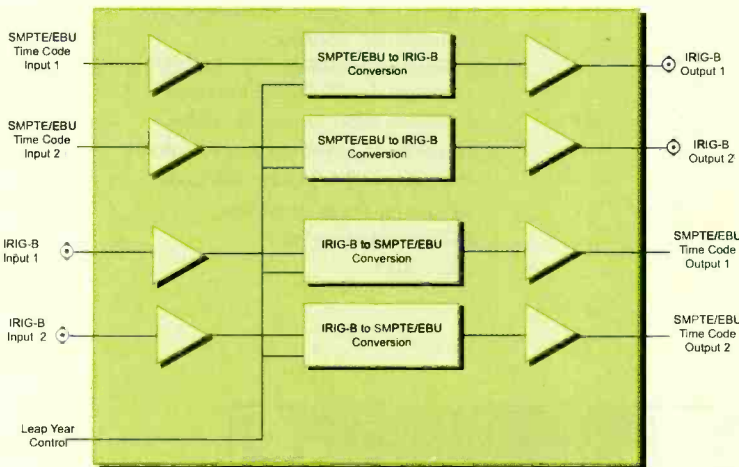 SMPTE/EBU
Time Code
Input 1
SMPTE/EBU to IRIG-B
Conversion
IRIG-B
Output 1
SMPTE/EBU
Time Code
Input 2
SMPTE/EBU to IRIG-B
Conversion
IRIG-B
Output 2
IRIG-B
Input 1
IRIG-B to SMPTE/EBU
Conversion
SMPTE/EBU
Time Code
Output 1
IRIG-B
Input 2
IRIG-B to SMPTE/EBU
Conversion
SMPTE/EBU
Time Code
Output 2
Leap Year
Control